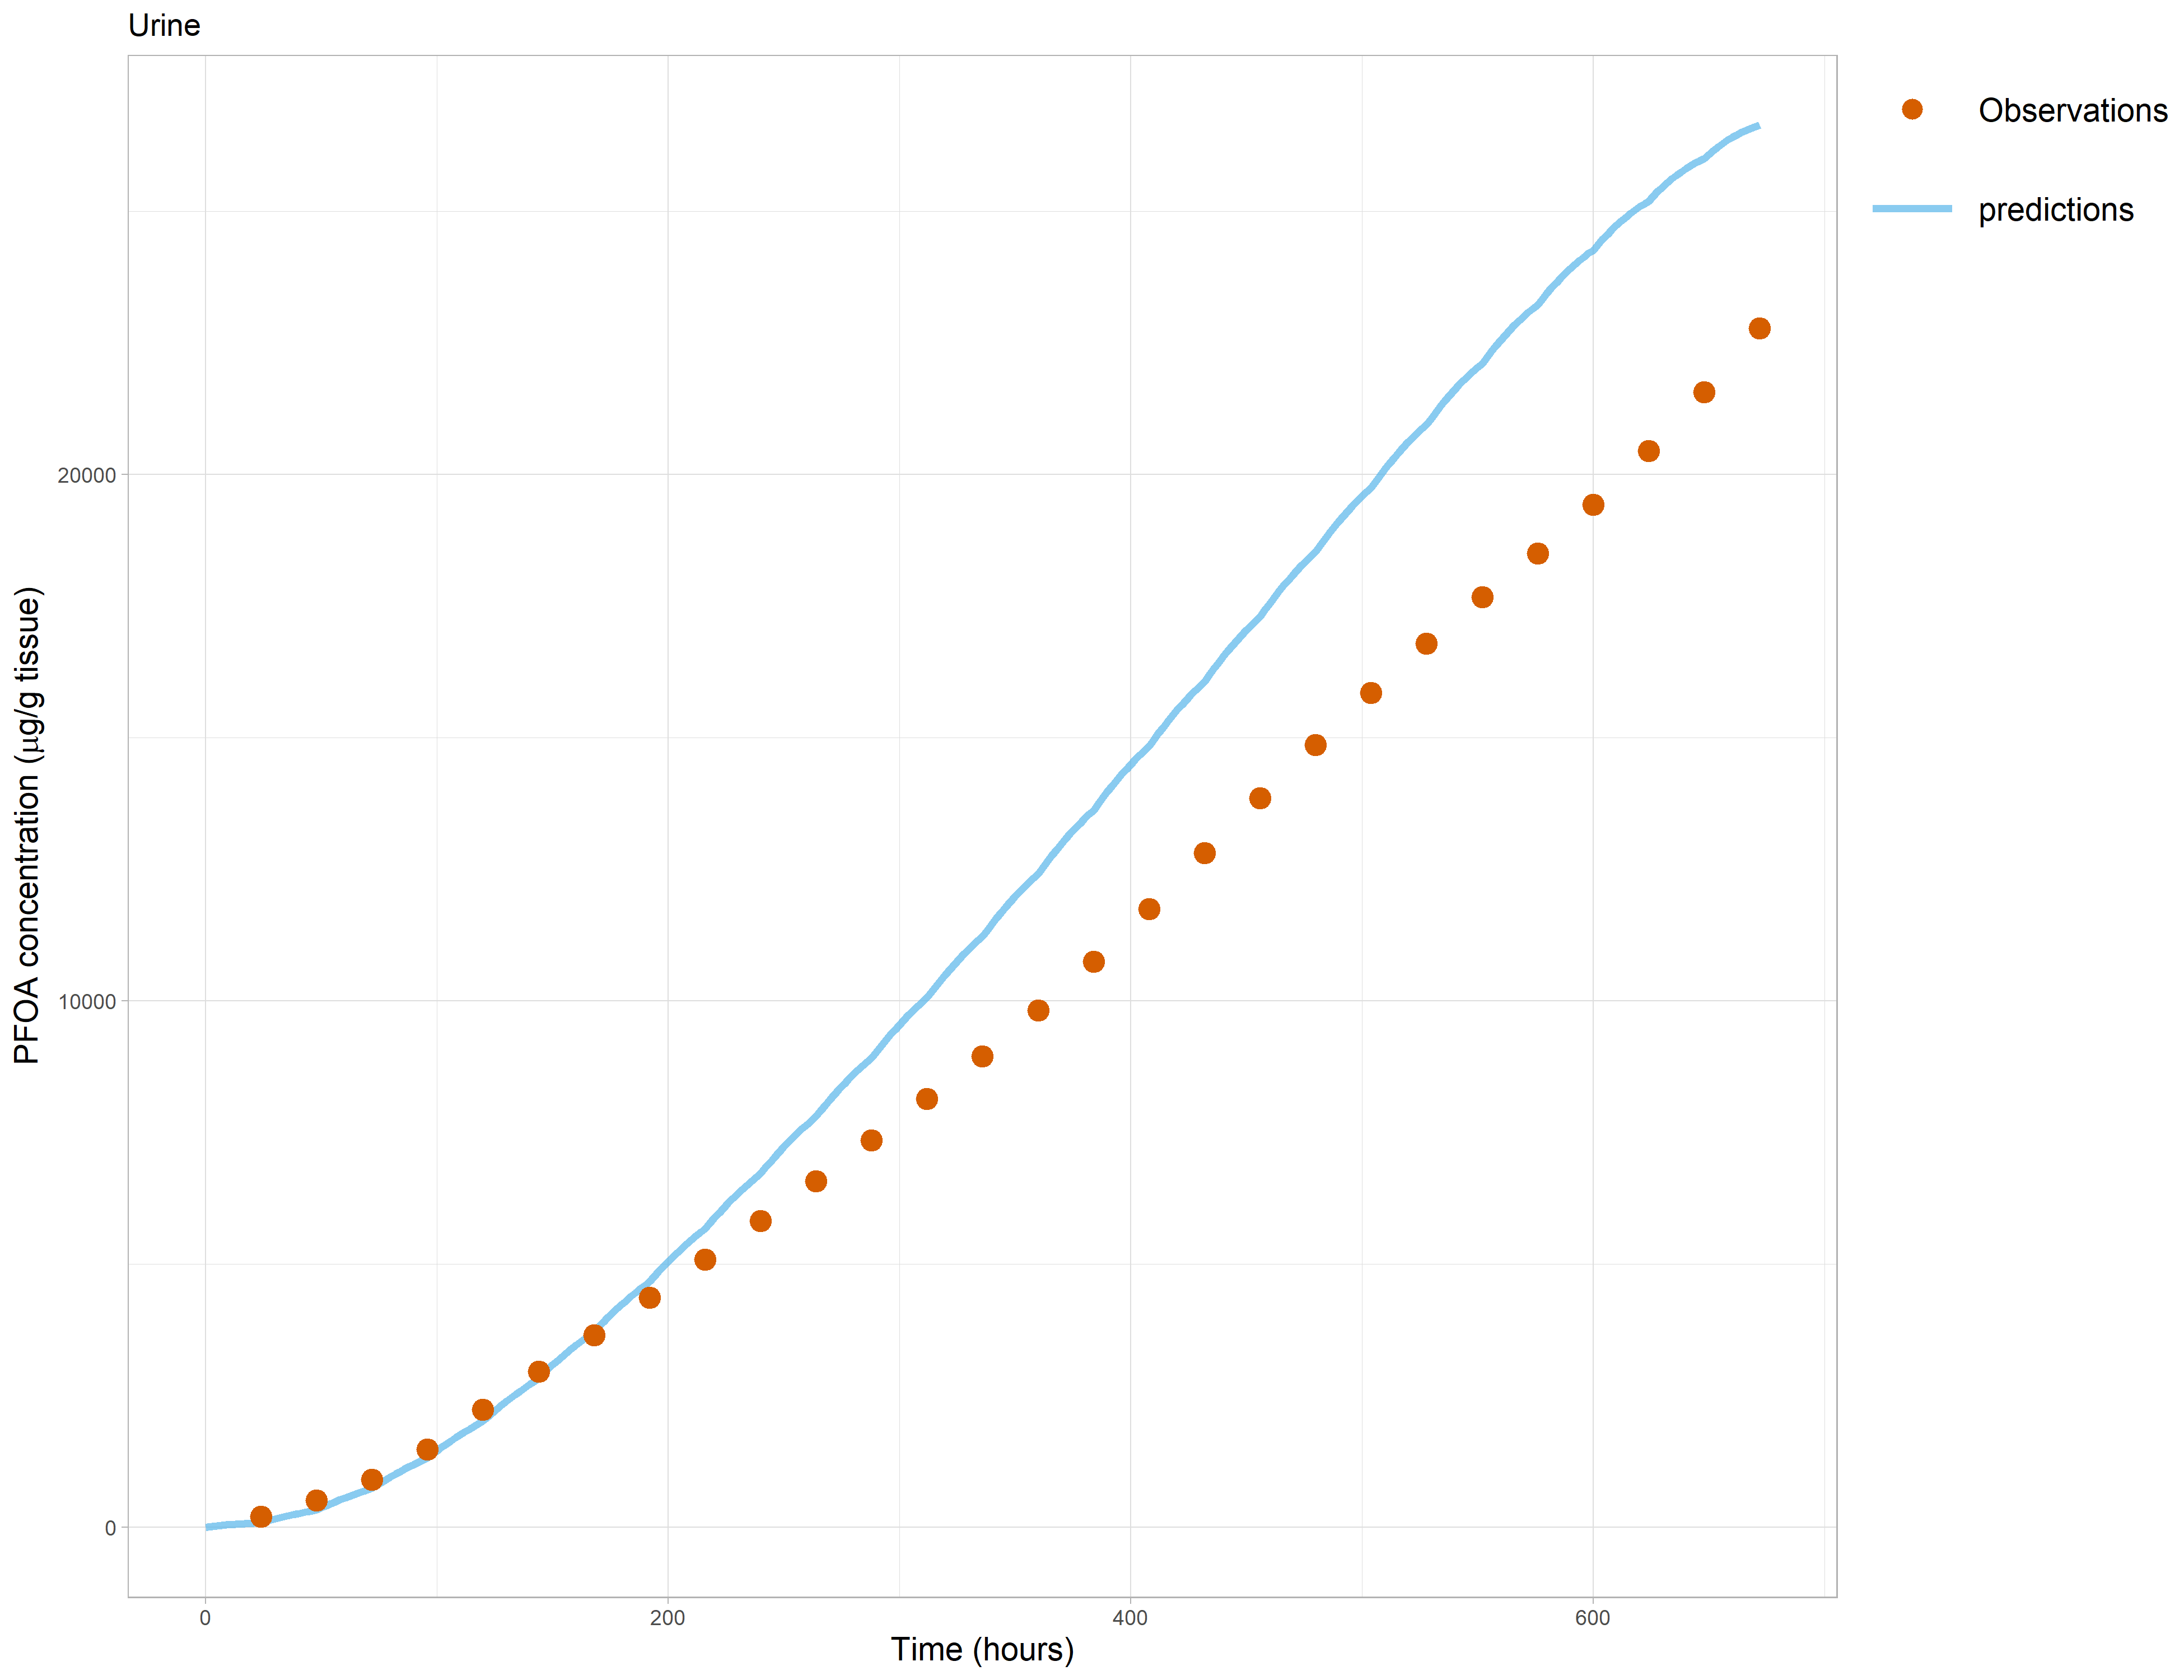 Urine
Observations
predictions
PFOA concentration (μg/g tissue)
20000
10000
0
0 200 400 600
Time (hours)